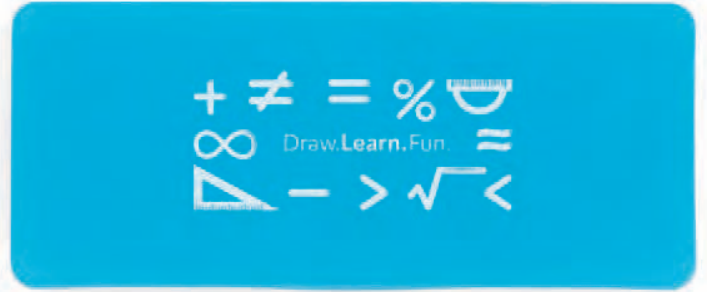 + ≠ = %
∞ Draw.Learn.Fun. ≈
− > √ <